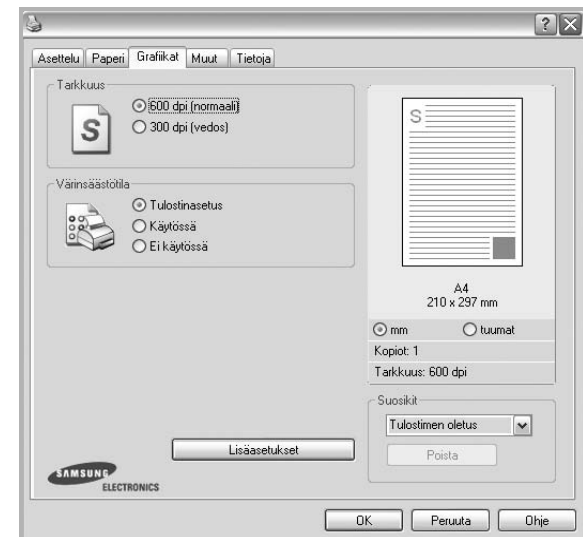 Asettelu Paperi Grafiikat Muut Tietoja
Tarkkuus
S
600 dpi (normaali)
300 dpi (vedos)
Värinsäästötila
Tulostinasetus
Käytössä
Ei käytössä
Lisäasetukset
SAMSUNG
ELECTRONICS
S
A4
210 x 297 mm
mm tuumat
Kopiot: 1
Tarkkuus: 600 dpi
Suosikit
Tulostimen oletus
Poista
OK Peruuta Ohje